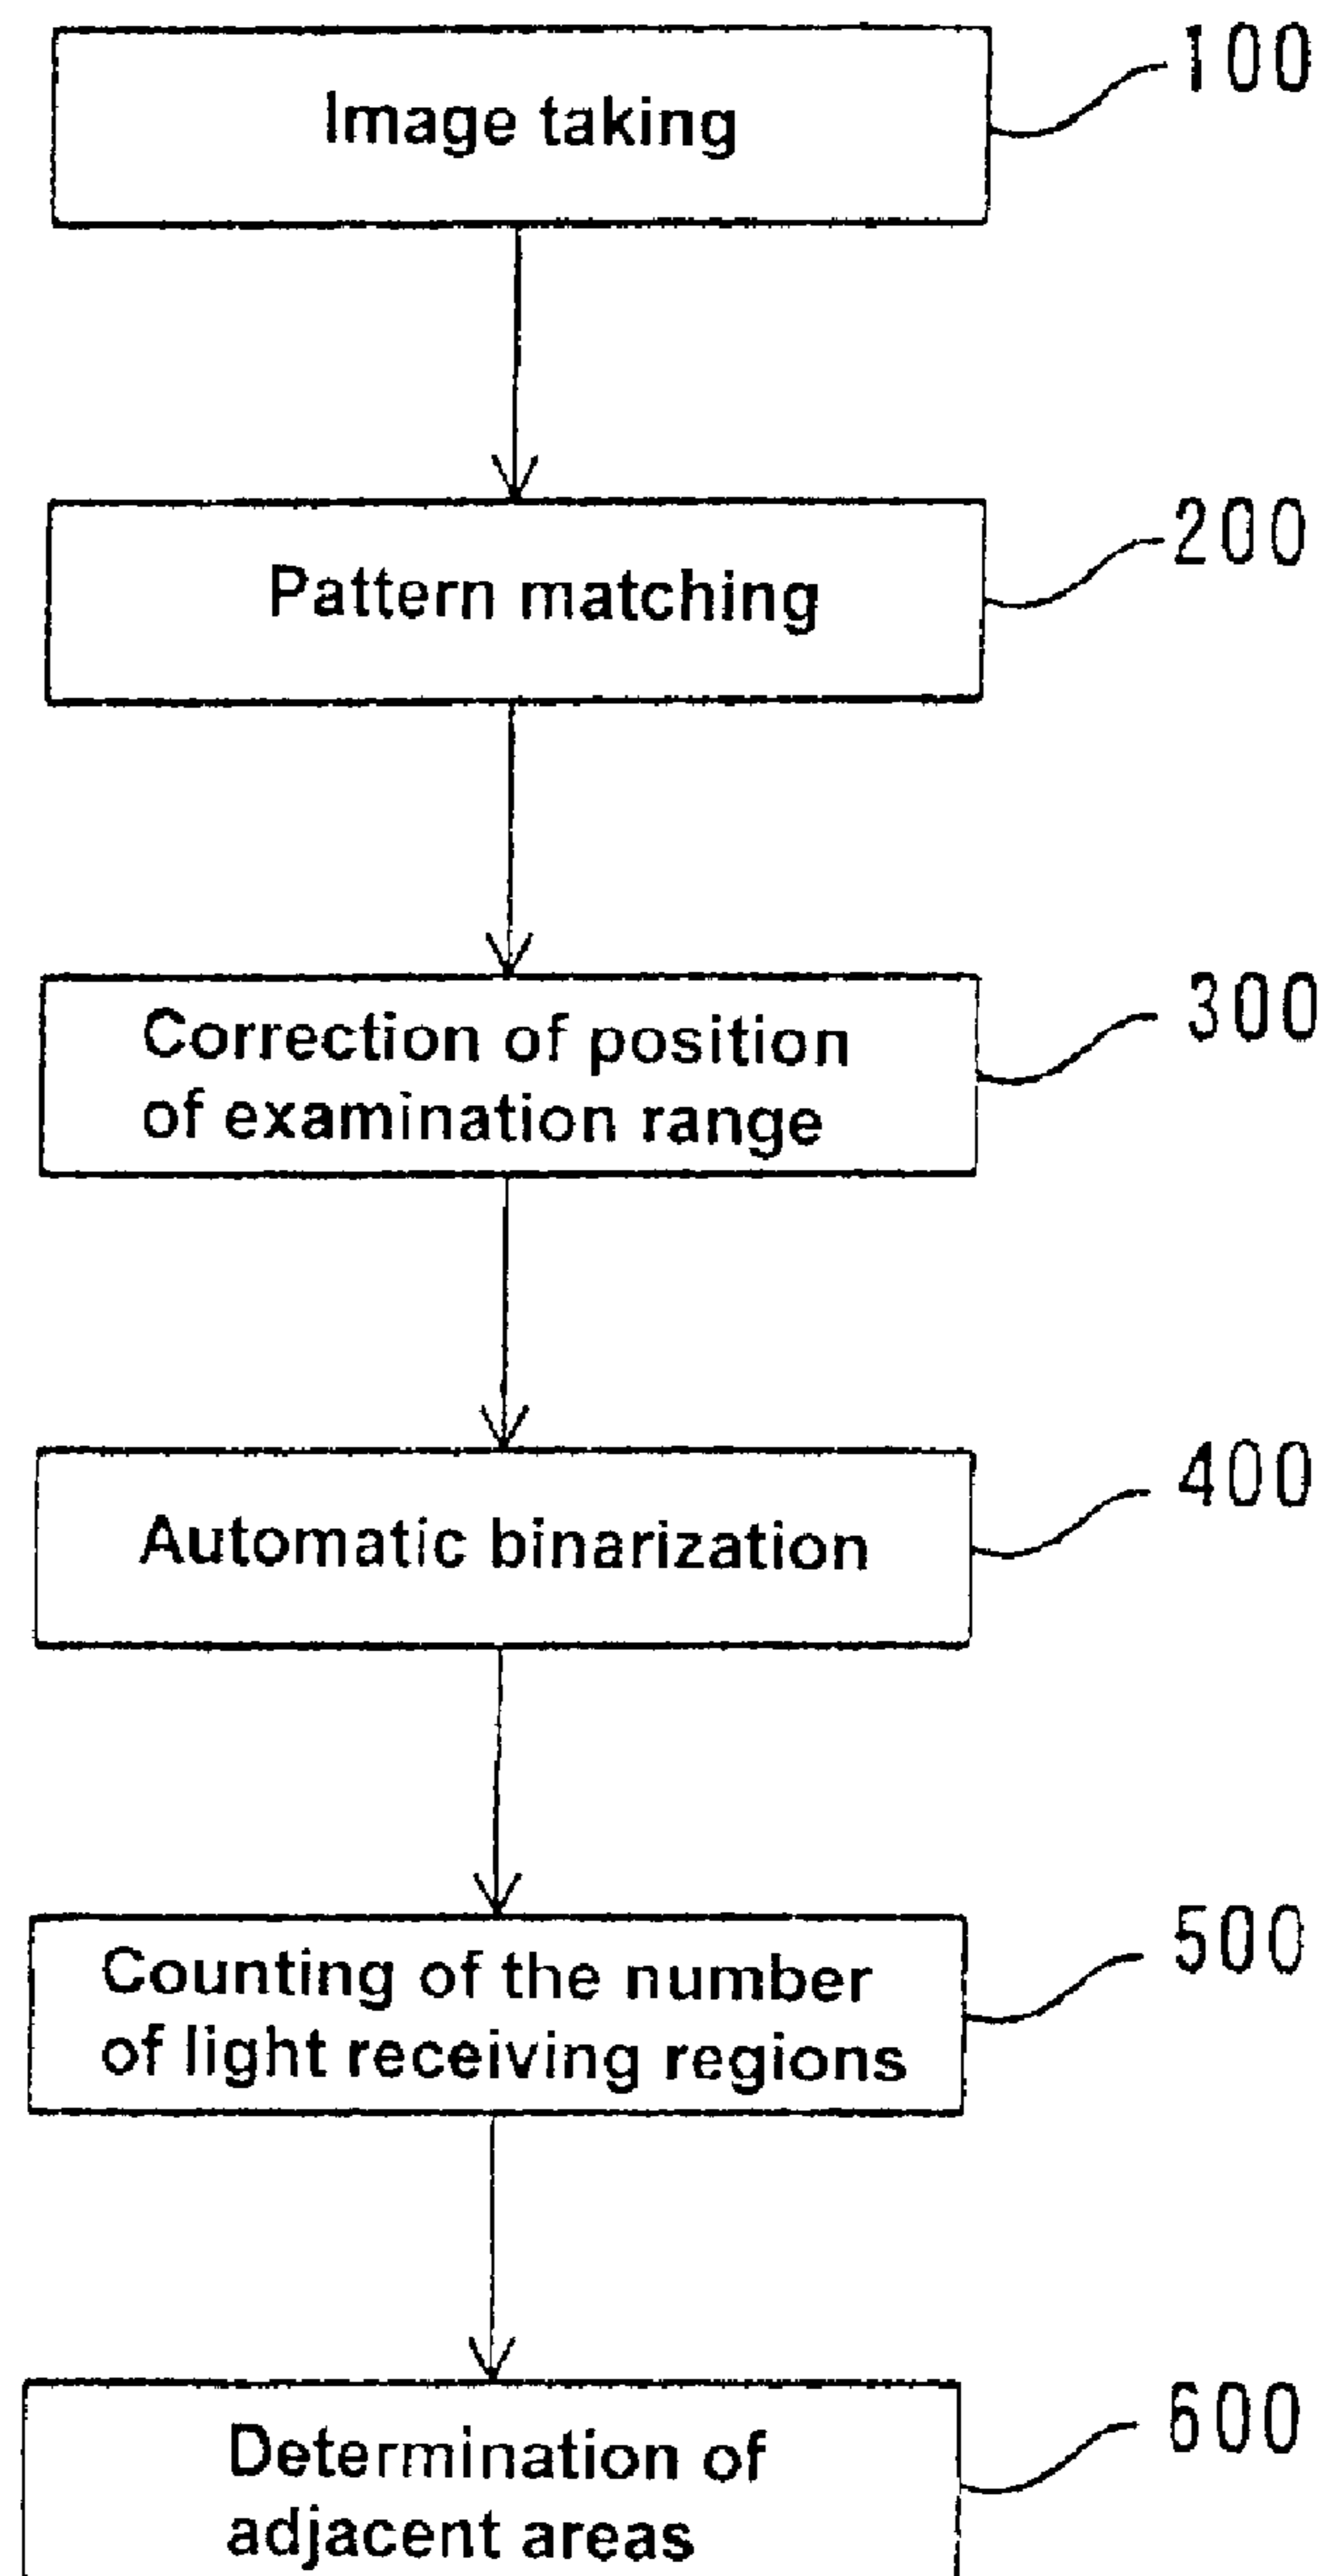 Image taking
100
Pattern matching
200
Correction of position
of examination range
300
Automatic binarization
400
Counting of the number
of light receiving regions
500
Determination of
adjacent areas
600